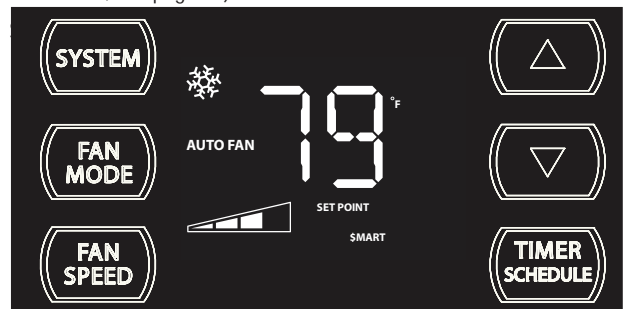 SYSTEM
79 °F
AUTO FAN
FAN
MODE
SET POINT
$MART
FAN
SPEED
TIMER
SCHEDULE